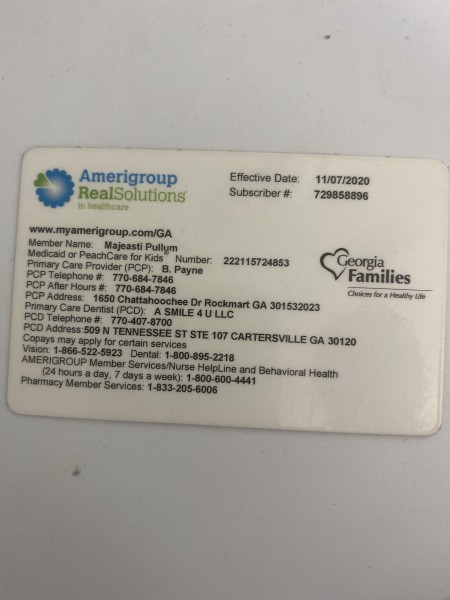 Amerigroup
RealSolutions
in healthcare
Effective Date: 11/07/2020
Subscriber #: 729858896
www.myamerigroup.com/GA
Member Name: Majeasti Pullym
Medicaid or PeachCare for Kids Number: 222115724853
Primary Care Provider (PCP): B. Payne
PCP Telephone #: 770-684-7846
PCP After Hours #: 770-684-7846
PCP Address: 1650 Chattahoochee Dr Rockmart GA 301532023
Primary Care Dentist (PCD): A SMILE 4 U LLC
PCD Telephone #: 770-407-8700
PCD Address:509 N TENNESSEE ST STE 107 CARTERSVILLE GA 30120
Copays may apply for certain services
Vision: 1-866-522-5923 Dental: 1-800-895-2218
AMERIGROUP Member Services/Nurse HelpLine and Behavioral Health
(24 hours a day, 7 days a week): 1-800-600-4441
Pharmacy Member Services: 1-833-205-6006
Georgia
Families
Choices for a Healthy Life